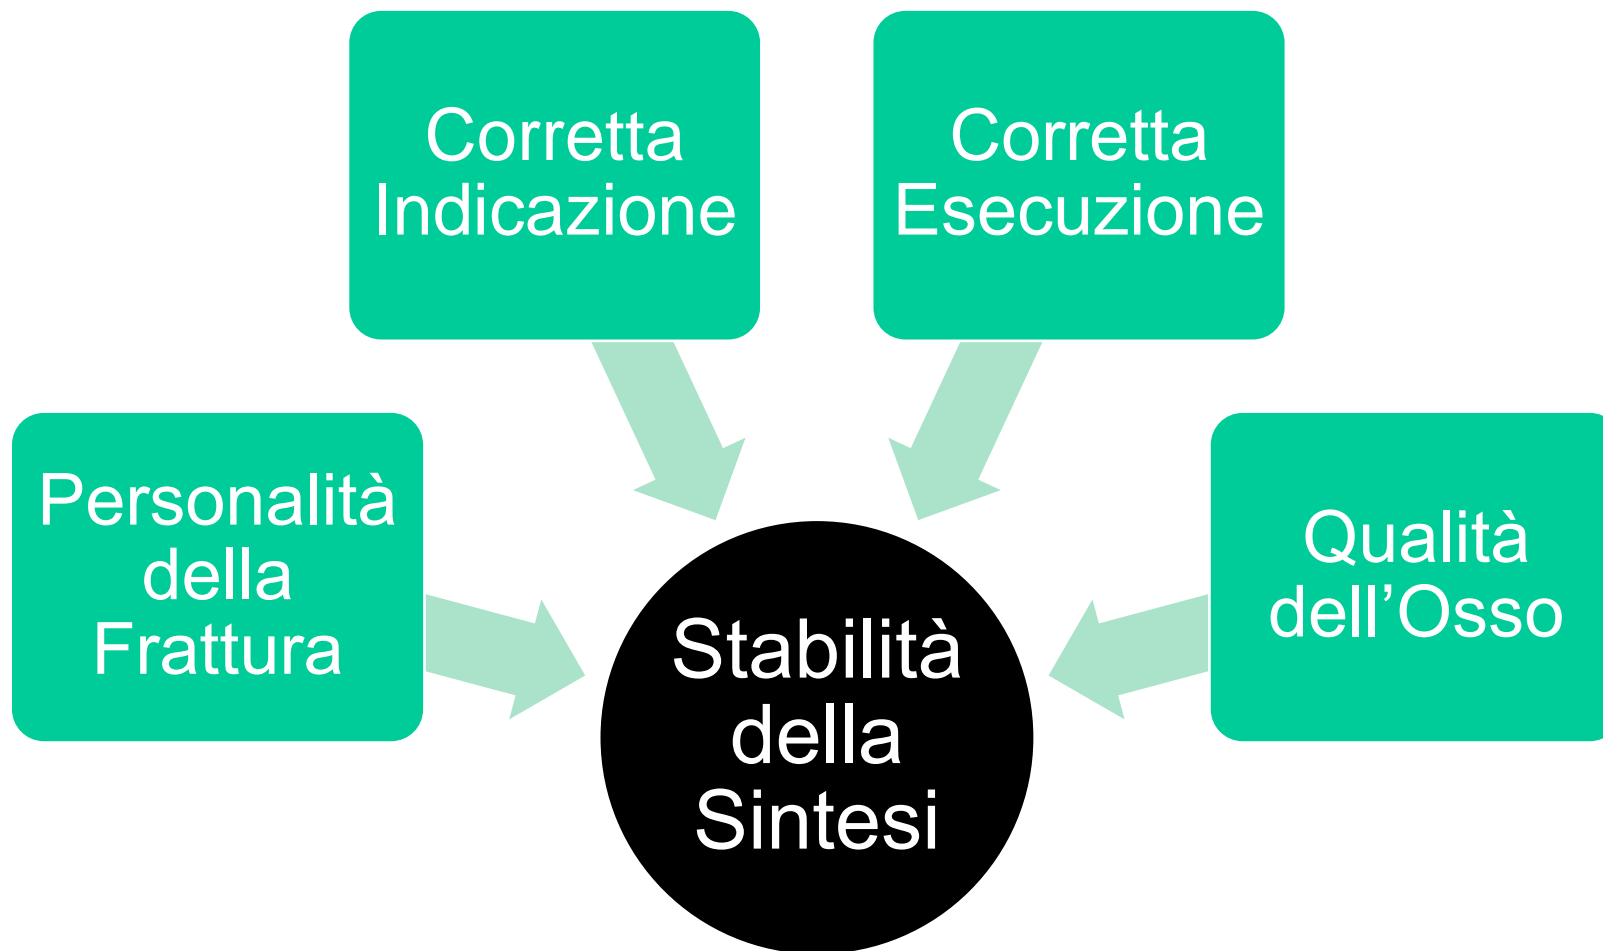 Corretta
Indicazione
Corretta
Esecuzione
Personalità
della
Frattura
Qualità
dell’Osso
Stabilità
della
Sintesi